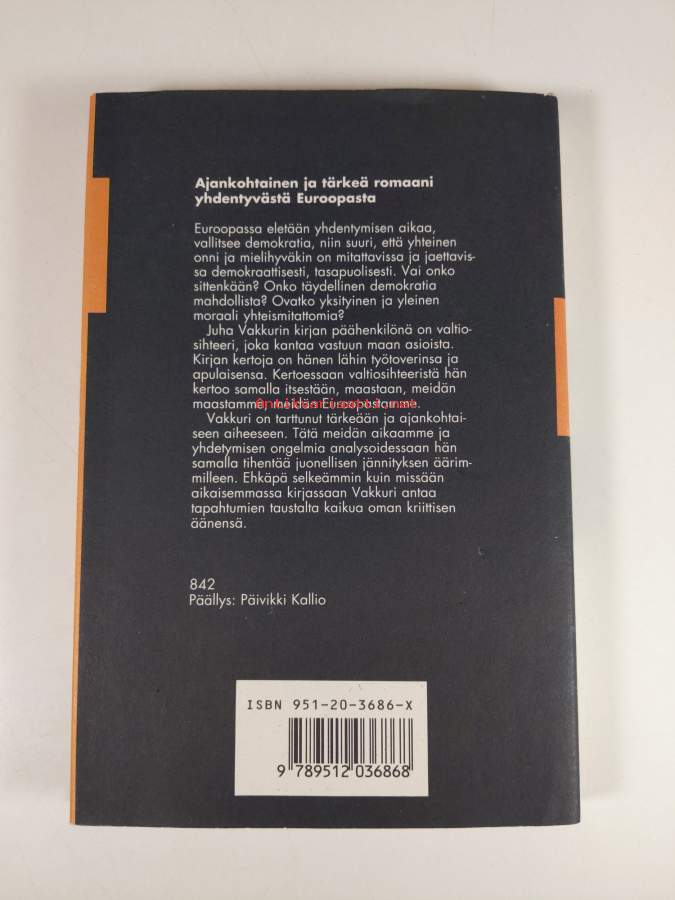 Ajankohtainen ja tärkeä romaani
yhdentyvästä Euroopasta
Euroopassa eletään yhdentymisen aikaa,
vallitsee demokratia, niin suuri, että yhteinen
onni ja mielihyväkin on mitattavissa ja jaettavis-
sa demokraattisesti, tasapuolisesti. Vai onko
sittenkään? Onko täydellinen demokratia
mahdollista? Ovatko yksityinen ja yleinen
moraali yhteismitattomia?
Juha Vakkurin kirjan päähenkilönä on valtio-
sihteeri, joka kantaa vastuun maan asioista.
Kirjan kertoja on hänen lähin työtoverinsa ja
apulaisensa. Kertoessaan valtiosihteeristä hän
kertoo samalla itsestään, maastaan, meidän
maastamme, meidän Euroopastamme.
Vakkuri on tarttunut tärkeään ja ajankohtai-
seen aiheeseen. Tätä meidän aikaamme ja
yhdetymisen ongelmia analysoidessaan hän
samalla tihentää juonellisen jännityksen äärim-
milleen. Ehkäpä selkeämmin kuin missään
aikaisemmassa kirjassaan Vakkuri antaa
tapahtumien taustalta kaikua oman kriittisen
äänensä.
842
Päällys: Päivikki Kallio
ISBN 951-20-3686-X
9 789512 036868